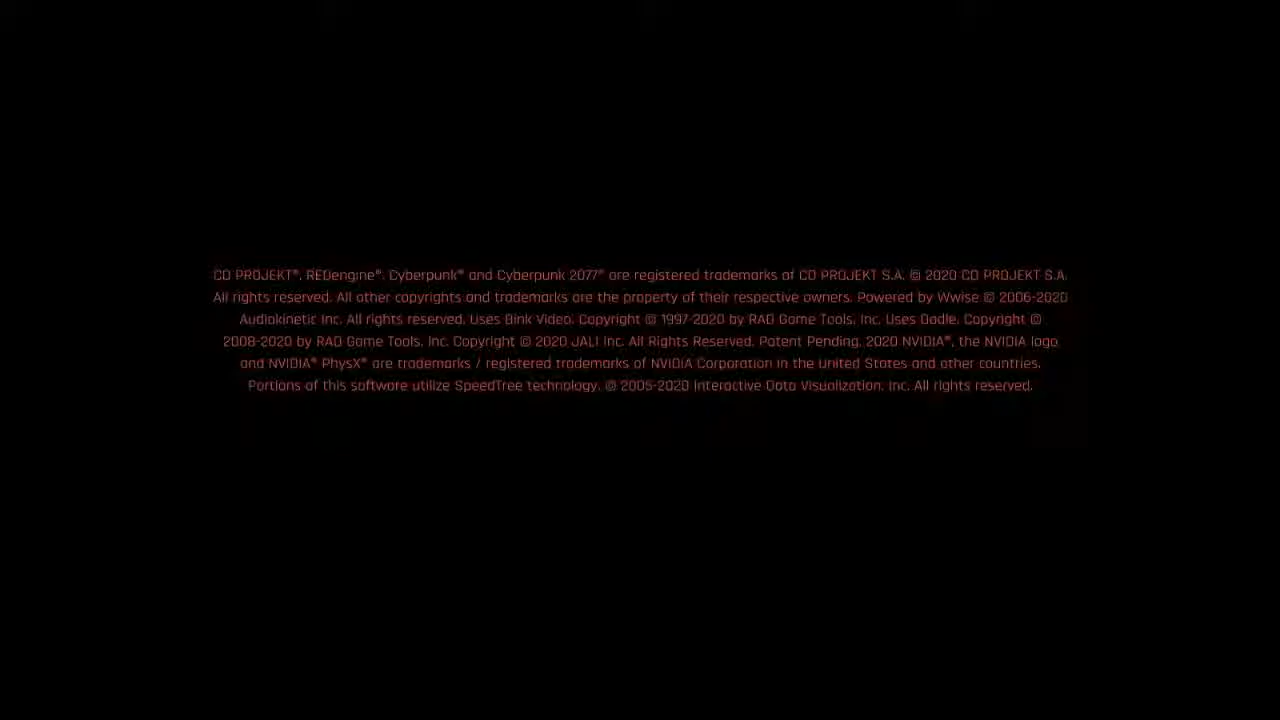 CD PROJEKT®, REDengine®, Cyberpunk® and Cyberpunk 2077® are registered trademarks of CD PROJEKT S.A. © 2020 CD PROJEKT S.A.
All rights reserved. All other copyrights and trademarks are the property of their respective owners. Powered by Wwise © 2006-2020
Audiokinetic Inc. All rights reserved. Uses Bink Video. Copyright © 1997-2020 by RAD Game Tools, Inc. Uses Oodle. Copyright ©
2008-2020 by RAD Game Tools, Inc. Copyright © 2020 JALI Inc. All Rights Reserved. Patent Pending. 2020 NVIDIA®, the NVIDIA logo
and NVIDIA® PhysX® are trademarks / registered trademarks of NVIDIA Corporation in the United States and other countries.
Portions of this software utilize SpeedTree technology. © 2005-2020 Interactive Data Visualization, Inc. All rights reserved.